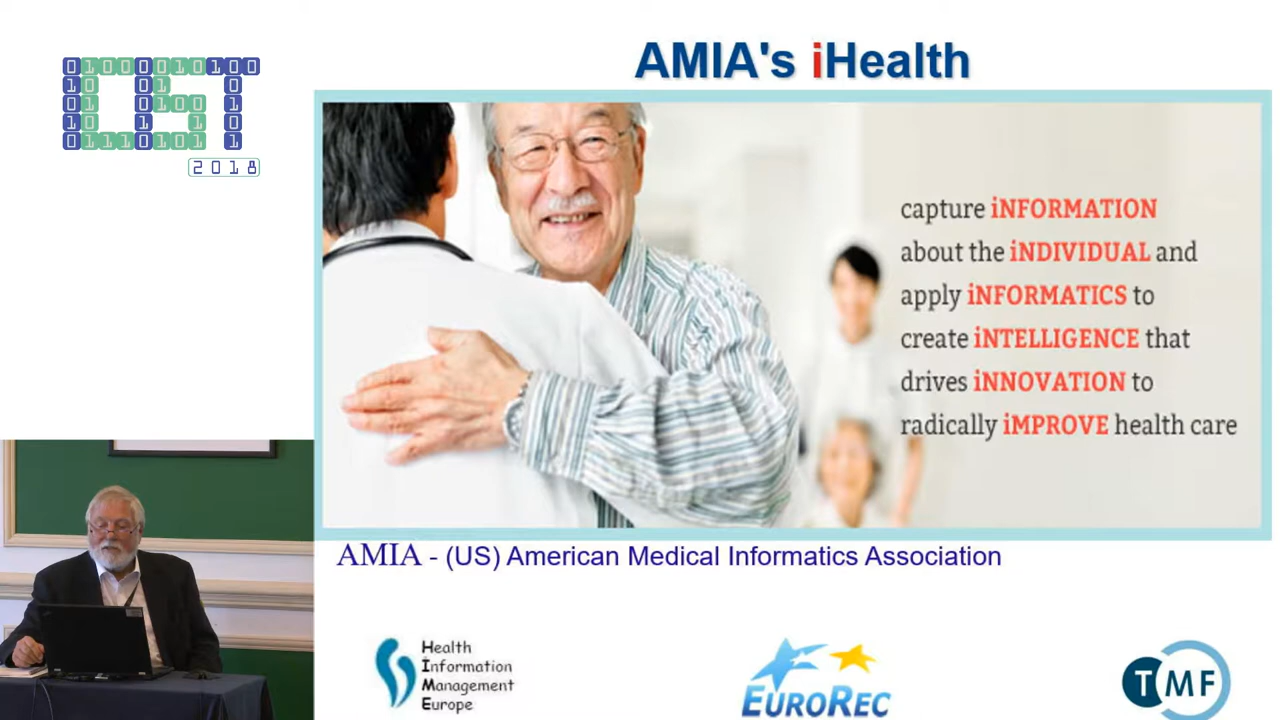 2018
AMIA's iHealth
capture iNFORMATION
about the iNDIVIDUAL and
apply iNFORMATICS to
create iNTELLIGENCE that
drives iNNOVATION to
radically iMPROVE health care
AMIA - (US) American Medical Informatics Association
Health
Information
Management
Europe
EUROREC
TMF